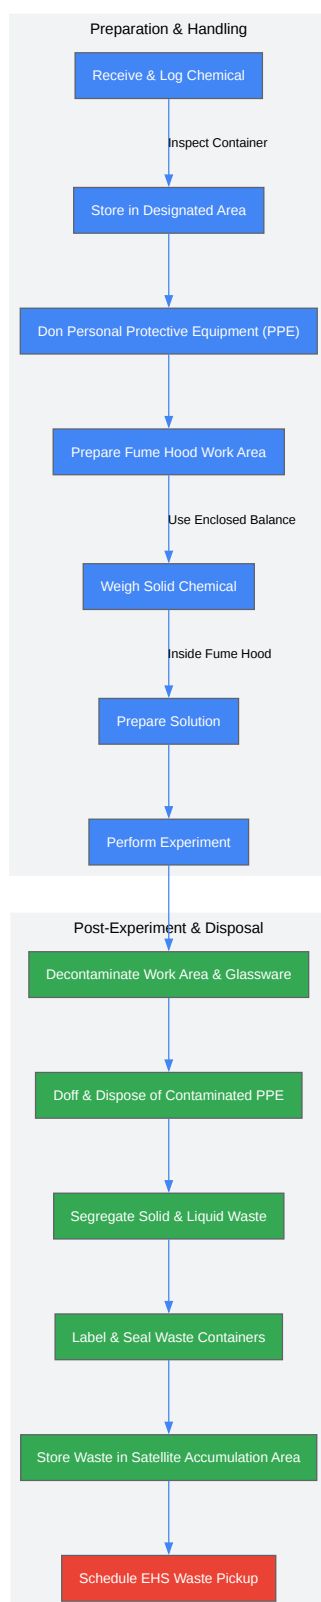 Preparation & Handling
Receive & Log Chemical
Inspect Container
Store in Designated Area
Don Personal Protective Equipment (PPE)
Prepare Fume Hood Work Area
Use Enclosed Balance
Weigh Solid Chemical
Inside Fume Hood
Prepare Solution
Perform Experiment
Post-Experiment & Disposal
Decontaminate Work Area & Glassware
Doff & Dispose of Contaminated PPE
Segregate Solid & Liquid Waste
Label & Seal Waste Containers
Store Waste in Satellite Accumulation Area
Schedule EHS Waste Pickup